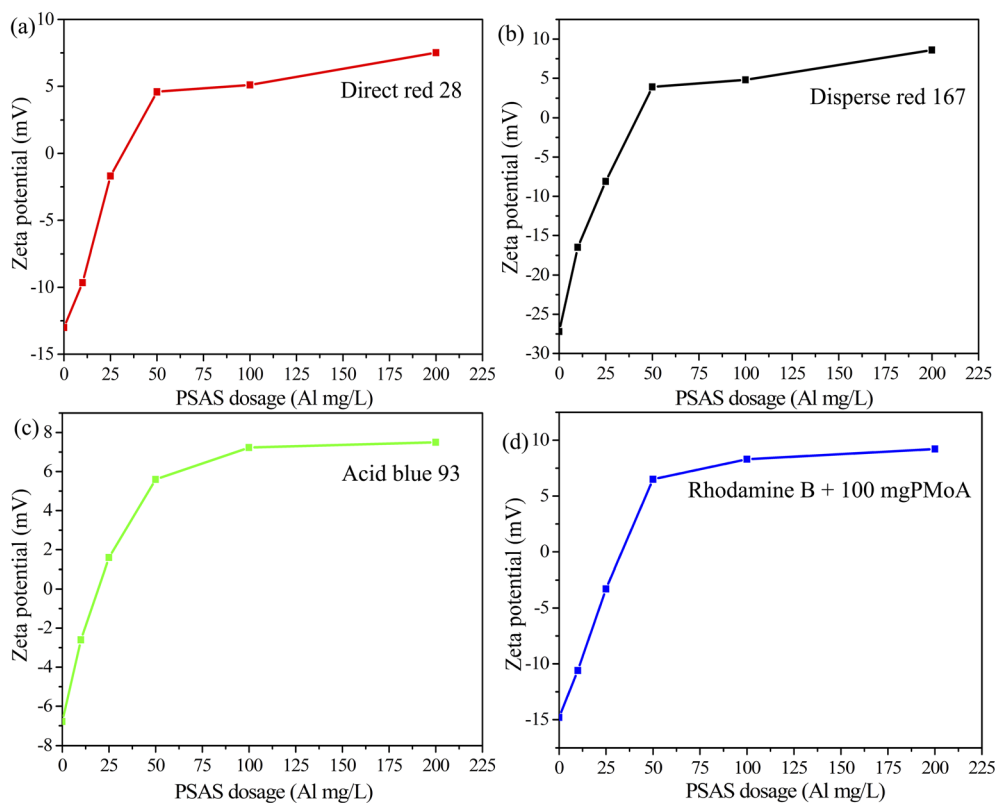 (a)
10
5
0
-5
-10
-15
Zeta potential (mV)
Direct red 28
0 25 50 75 100 125 150 175 200 225
PSAS dosage (Al mg/L)
(b)
10
5
0
-5
-10
-15
-20
-25
-30
Zeta potential (mV)
Disperse red 167
0 25 50 75 100 125 150 175 200 225
PSAS dosage (Al mg/L)
(c)
8
6
4
2
0
-2
-4
-6
-8
Zeta potential (mV)
Acid blue 93
0 25 50 75 100 125 150 175 200 225
PSAS dosage (Al mg/L)
(d)
10
5
0
-5
-10
-15
Zeta potential (mV)
Rhodamine B + 100 mgPMoA
0 25 50 75 100 125 150 175 200 225
PSAS dosage (Al mg/L)